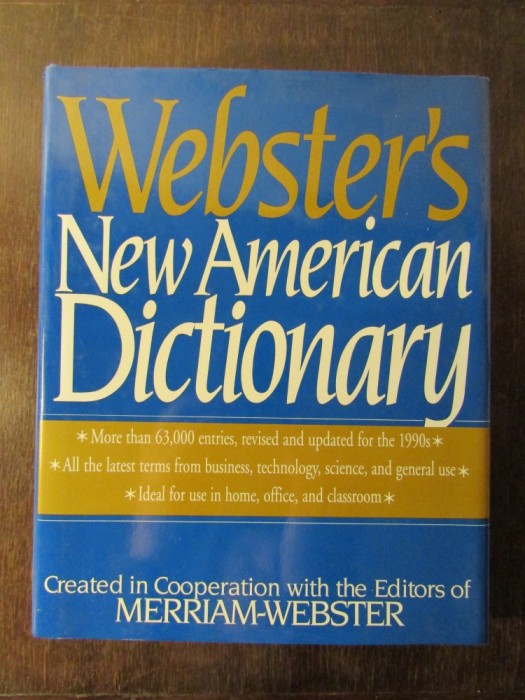 Webster's
New American
Dictionary
*More than 63,000 entries, revised and updated for the 1990s*
*All the latest terms from business, technology, science, and general use*
*Ideal for use in home, office, and classroom*
Created in Cooperation with the Editors of
MERRIAM-WEBSTER